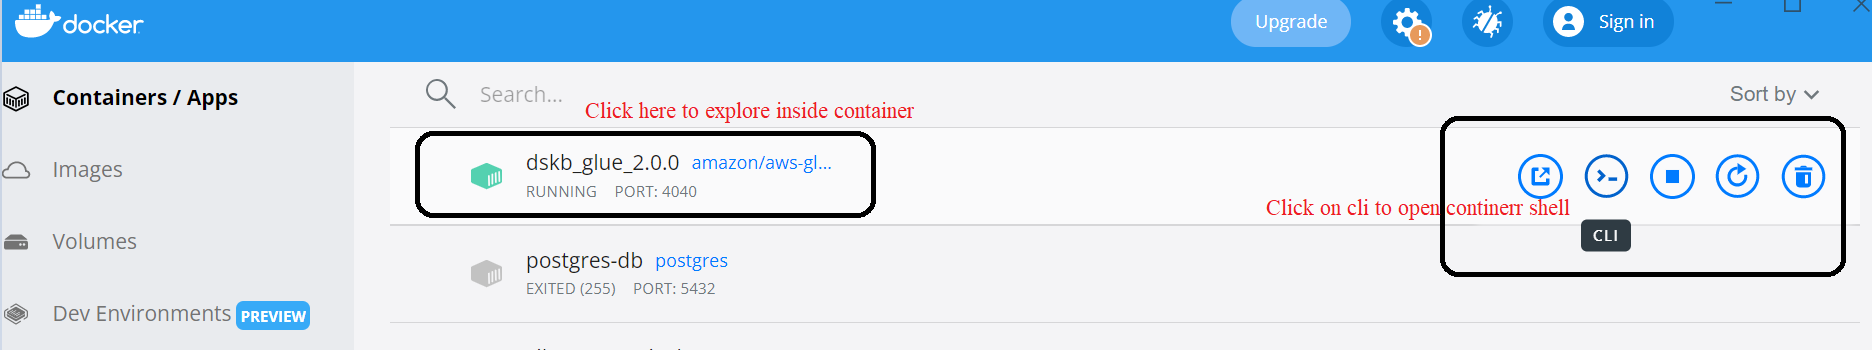 docker
Upgrade
!
Sign in
Containers / Apps
Search...
Sort by
Click here to explore inside container
Images
dskb_glue_2.0.0 amazon/aws-gl...
RUNNING PORT: 4040
Click on cli to open continerr shell
CLI
Volumes
postgres-db postgres
EXITED (255) PORT: 5432
Dev Environments PREVIEW